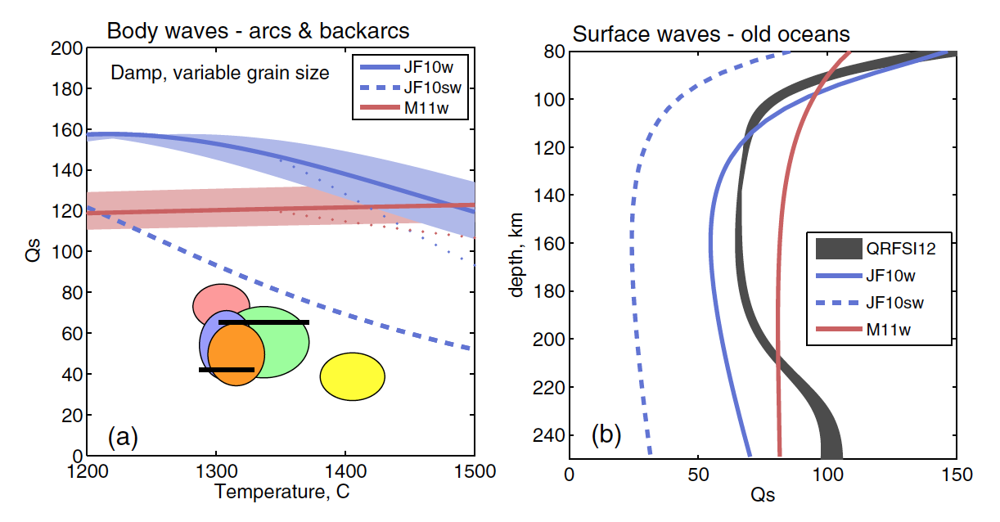 Body waves - arcs & backarcs
200
180
160
140
120
100
80
60
40
20
0
Qs
Damp, variable grain size
JF10w
JF10sw
M11w
(a)
1200
1300
1400
1500
Temperature, C
Surface waves - old oceans
80
100
120
140
160
180
200
220
240
depth, km
QRFSI12
JF10w
JF10sw
M11w
(b)
0
50
100
150
Qs